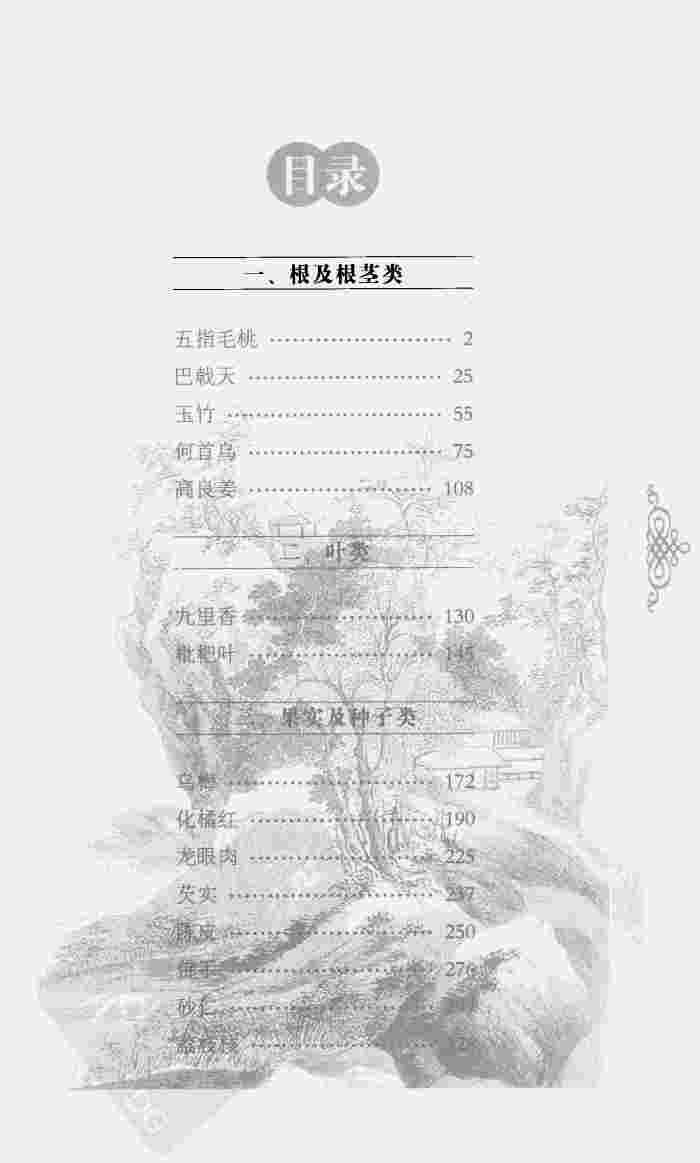 目录
一、根及根茎类
五指毛桃 …………………… 2
巴戟天 …………………… 25
玉竹 …………………… 55
何首乌 …………………… 75
高良姜 …………………… 108
二、叶类
九里香 …………………… 130
枇杷叶 …………………… 145
三、果实及种子类
乌梅 …………………… 172
化橘红 …………………… 190
龙眼肉 …………………… 225
芡实 …………………… 237
陈皮 …………………… 250
佛手 …………………… 276
砂仁 ……………………